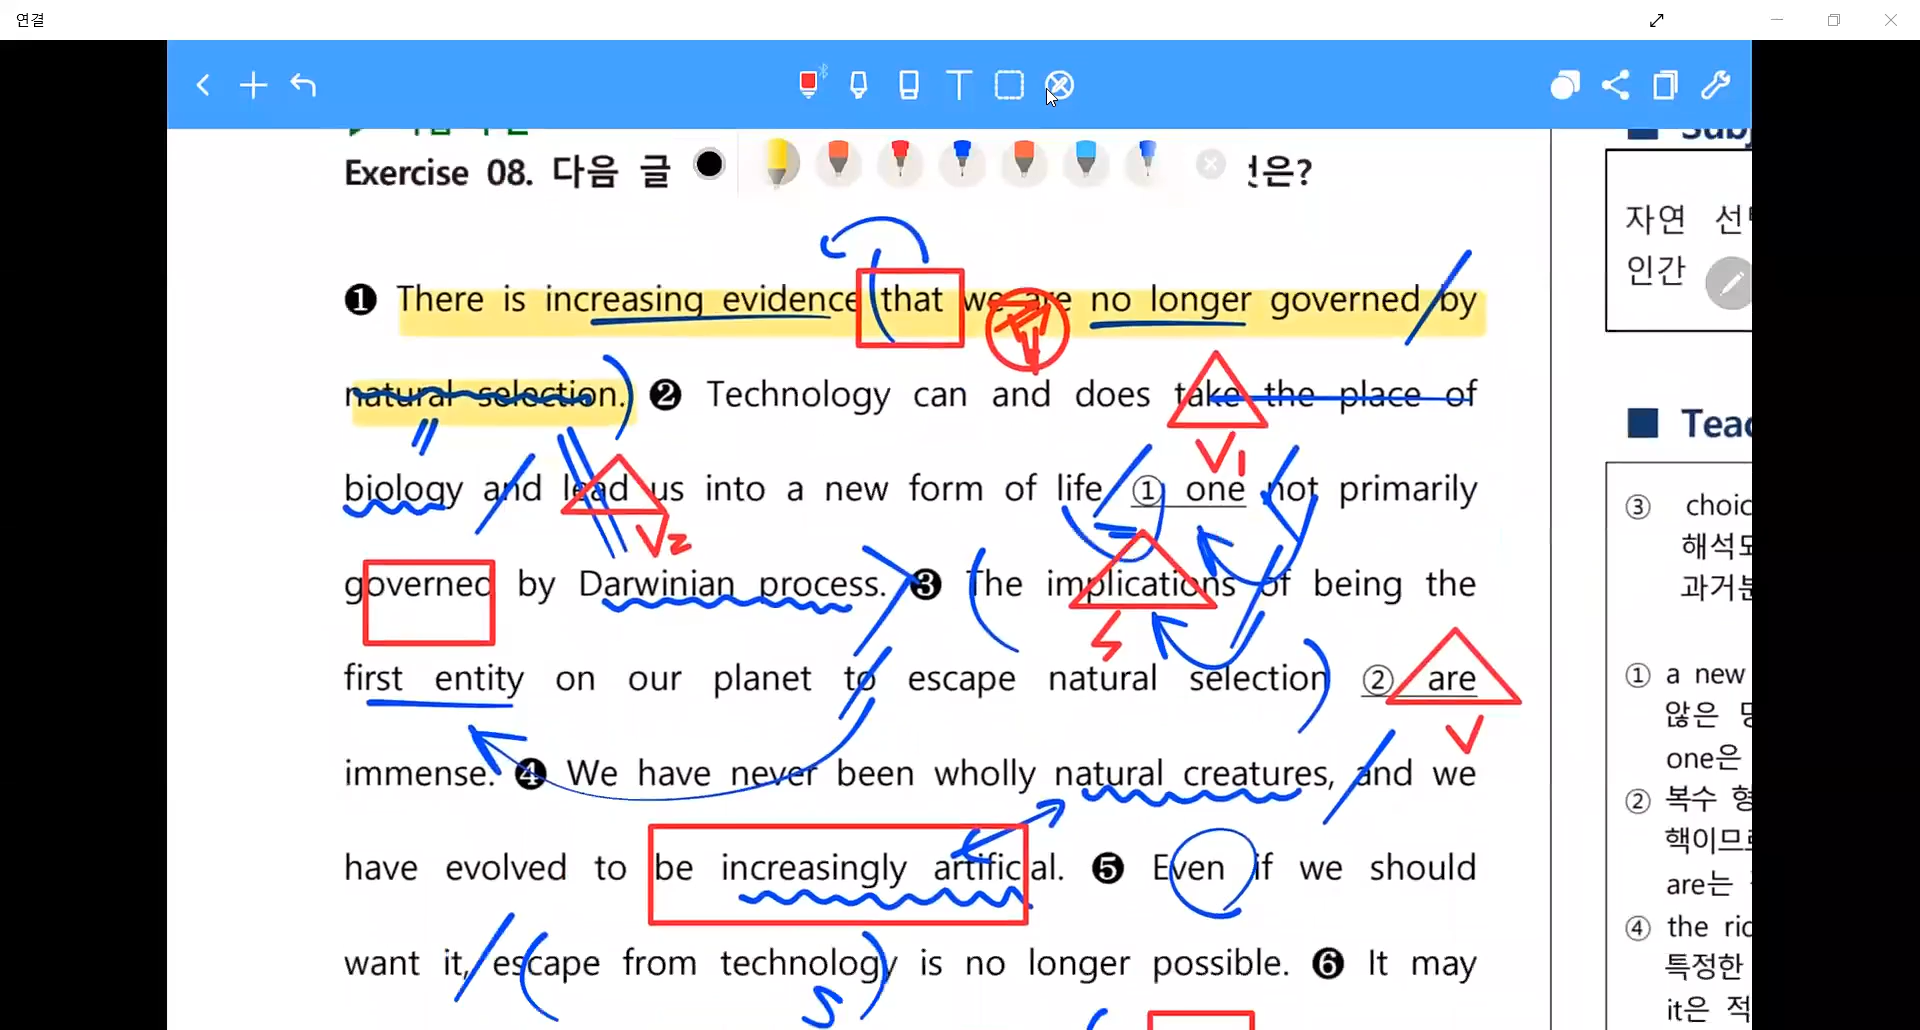 연결
Exercise 08. 다음 글 은?
❶ There is increasing evidence that we are no longer governed by
natural selection. ❷ Technology can and does take the place of
V1
biology and lead us into a new form of life ① one not primarily
V2
governed by Darwinian process. ❸ The implications of being the
S
first entity on our planet to escape natural selection ② are
V
immense. ❹ We have never been wholly natural creatures, and we
have evolved to be increasingly artificial. ❺ Even if we should
want it, escape from technology is no longer possible. ❻ It may
S
자연
인간
③
해석
과거
① a new
않은
one은
② 복수 형
핵이므로
are는
④ the
특정한
it은 적